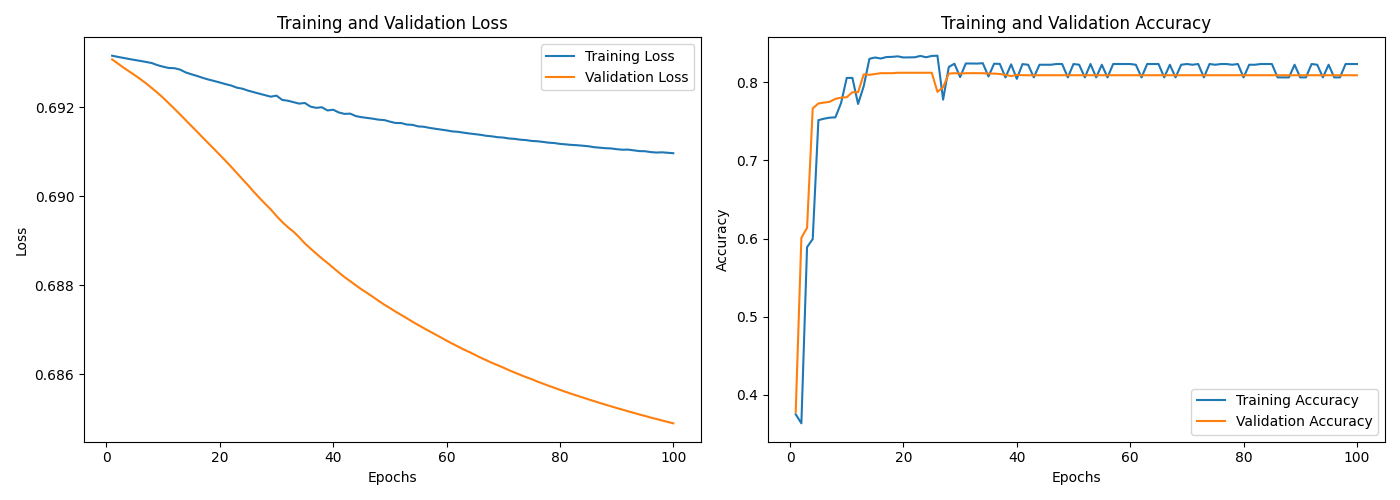 Training and Validation Loss
Training Loss
Validation Loss
0.692
0.690
0.688
0.686
Loss
0 20 40 60 80 100
Epochs
Training and Validation Accuracy
0.8
0.7
0.6
0.5
0.4
Accuracy
Training Accuracy
Validation Accuracy
0 20 40 60 80 100
Epochs